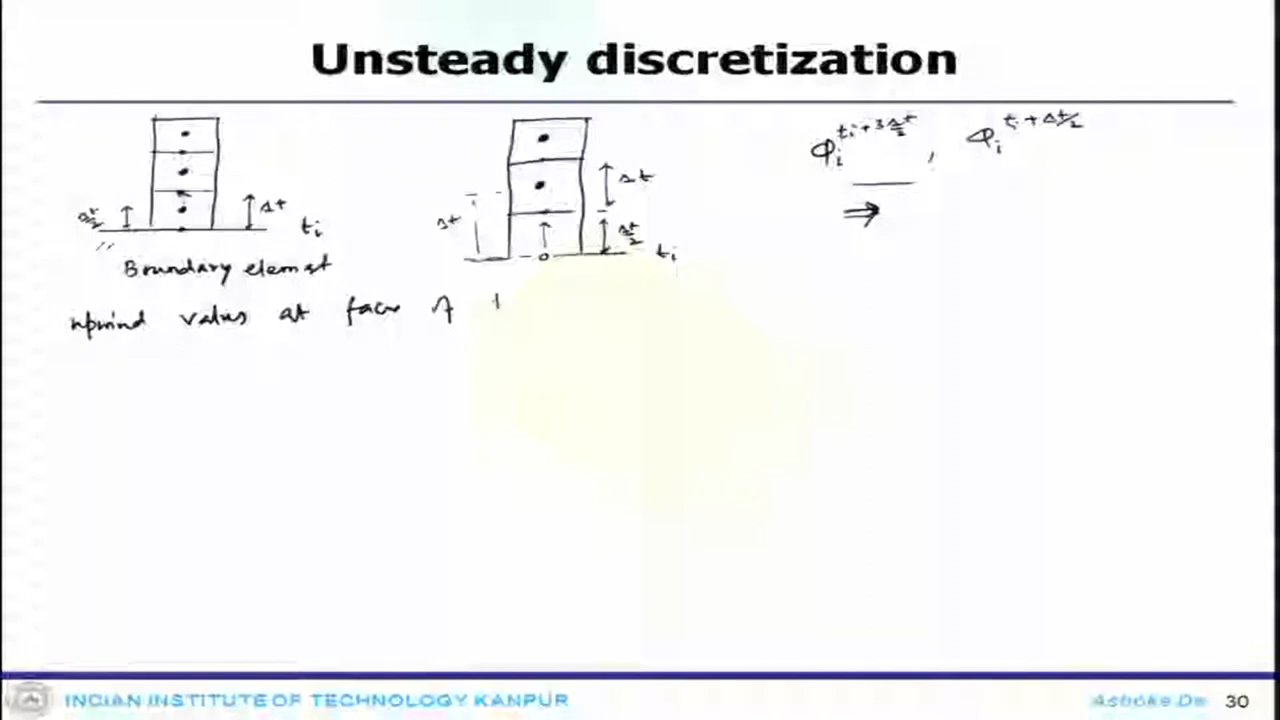 Unsteady discretization
φᵢ^(tᵢ+3Δt/2) , φᵢ^(tᵢ+Δt/2)
Δt/2 Δt tᵢ
Δt Δt Δt/2 tᵢ
⇒
Boundary element
upwind values at face of
INDIAN INSTITUTE OF TECHNOLOGY KANPUR
Ashoke De 30